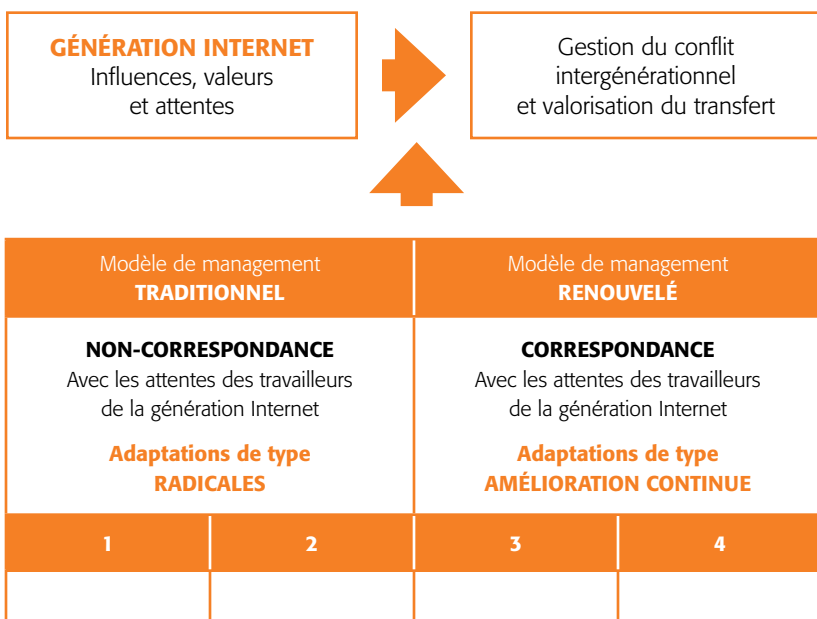 GÉNÉRATION INTERNET
Influences, valeurs
et attentes
Gestion du conflit
intergénérationnel
et valorisation du transfert
Modèle de management
TRADITIONNEL
Modèle de management
RENOUVELÉ
NON-CORRESPONDANCE
Avec les attentes des travailleurs
de la génération Internet
Adaptations de type
RADICALES
CORRESPONDANCE
Avec les attentes des travailleurs
de la génération Internet
Adaptations de type
AMÉLIORATION CONTINUE
1
2
3
4